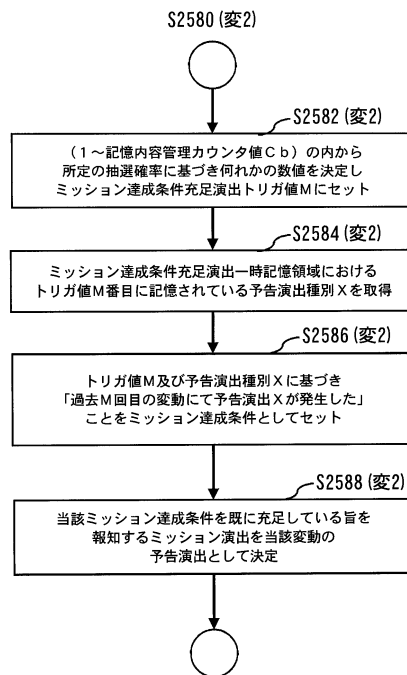 S2580(変2)
S2582(変2)
(1〜記憶内容管理カウンタ値Cb)の内から
所定の抽選確率に基づき何れかの数値を決定し
ミッション達成条件充足演出トリガ値Mにセット
S2584(変2)
ミッション達成条件充足演出一時記憶領域における
トリガ値M番目に記憶されている予告演出種別Xを取得
S2586(変2)
トリガ値M及び予告演出種別Xに基づき
「過去M回目の変動にて予告演出Xが発生した」
ことをミッション達成条件としてセット
S2588(変2)
当該ミッション達成条件を既に充足している旨を
報知するミッション演出を当該変動の
予告演出として決定